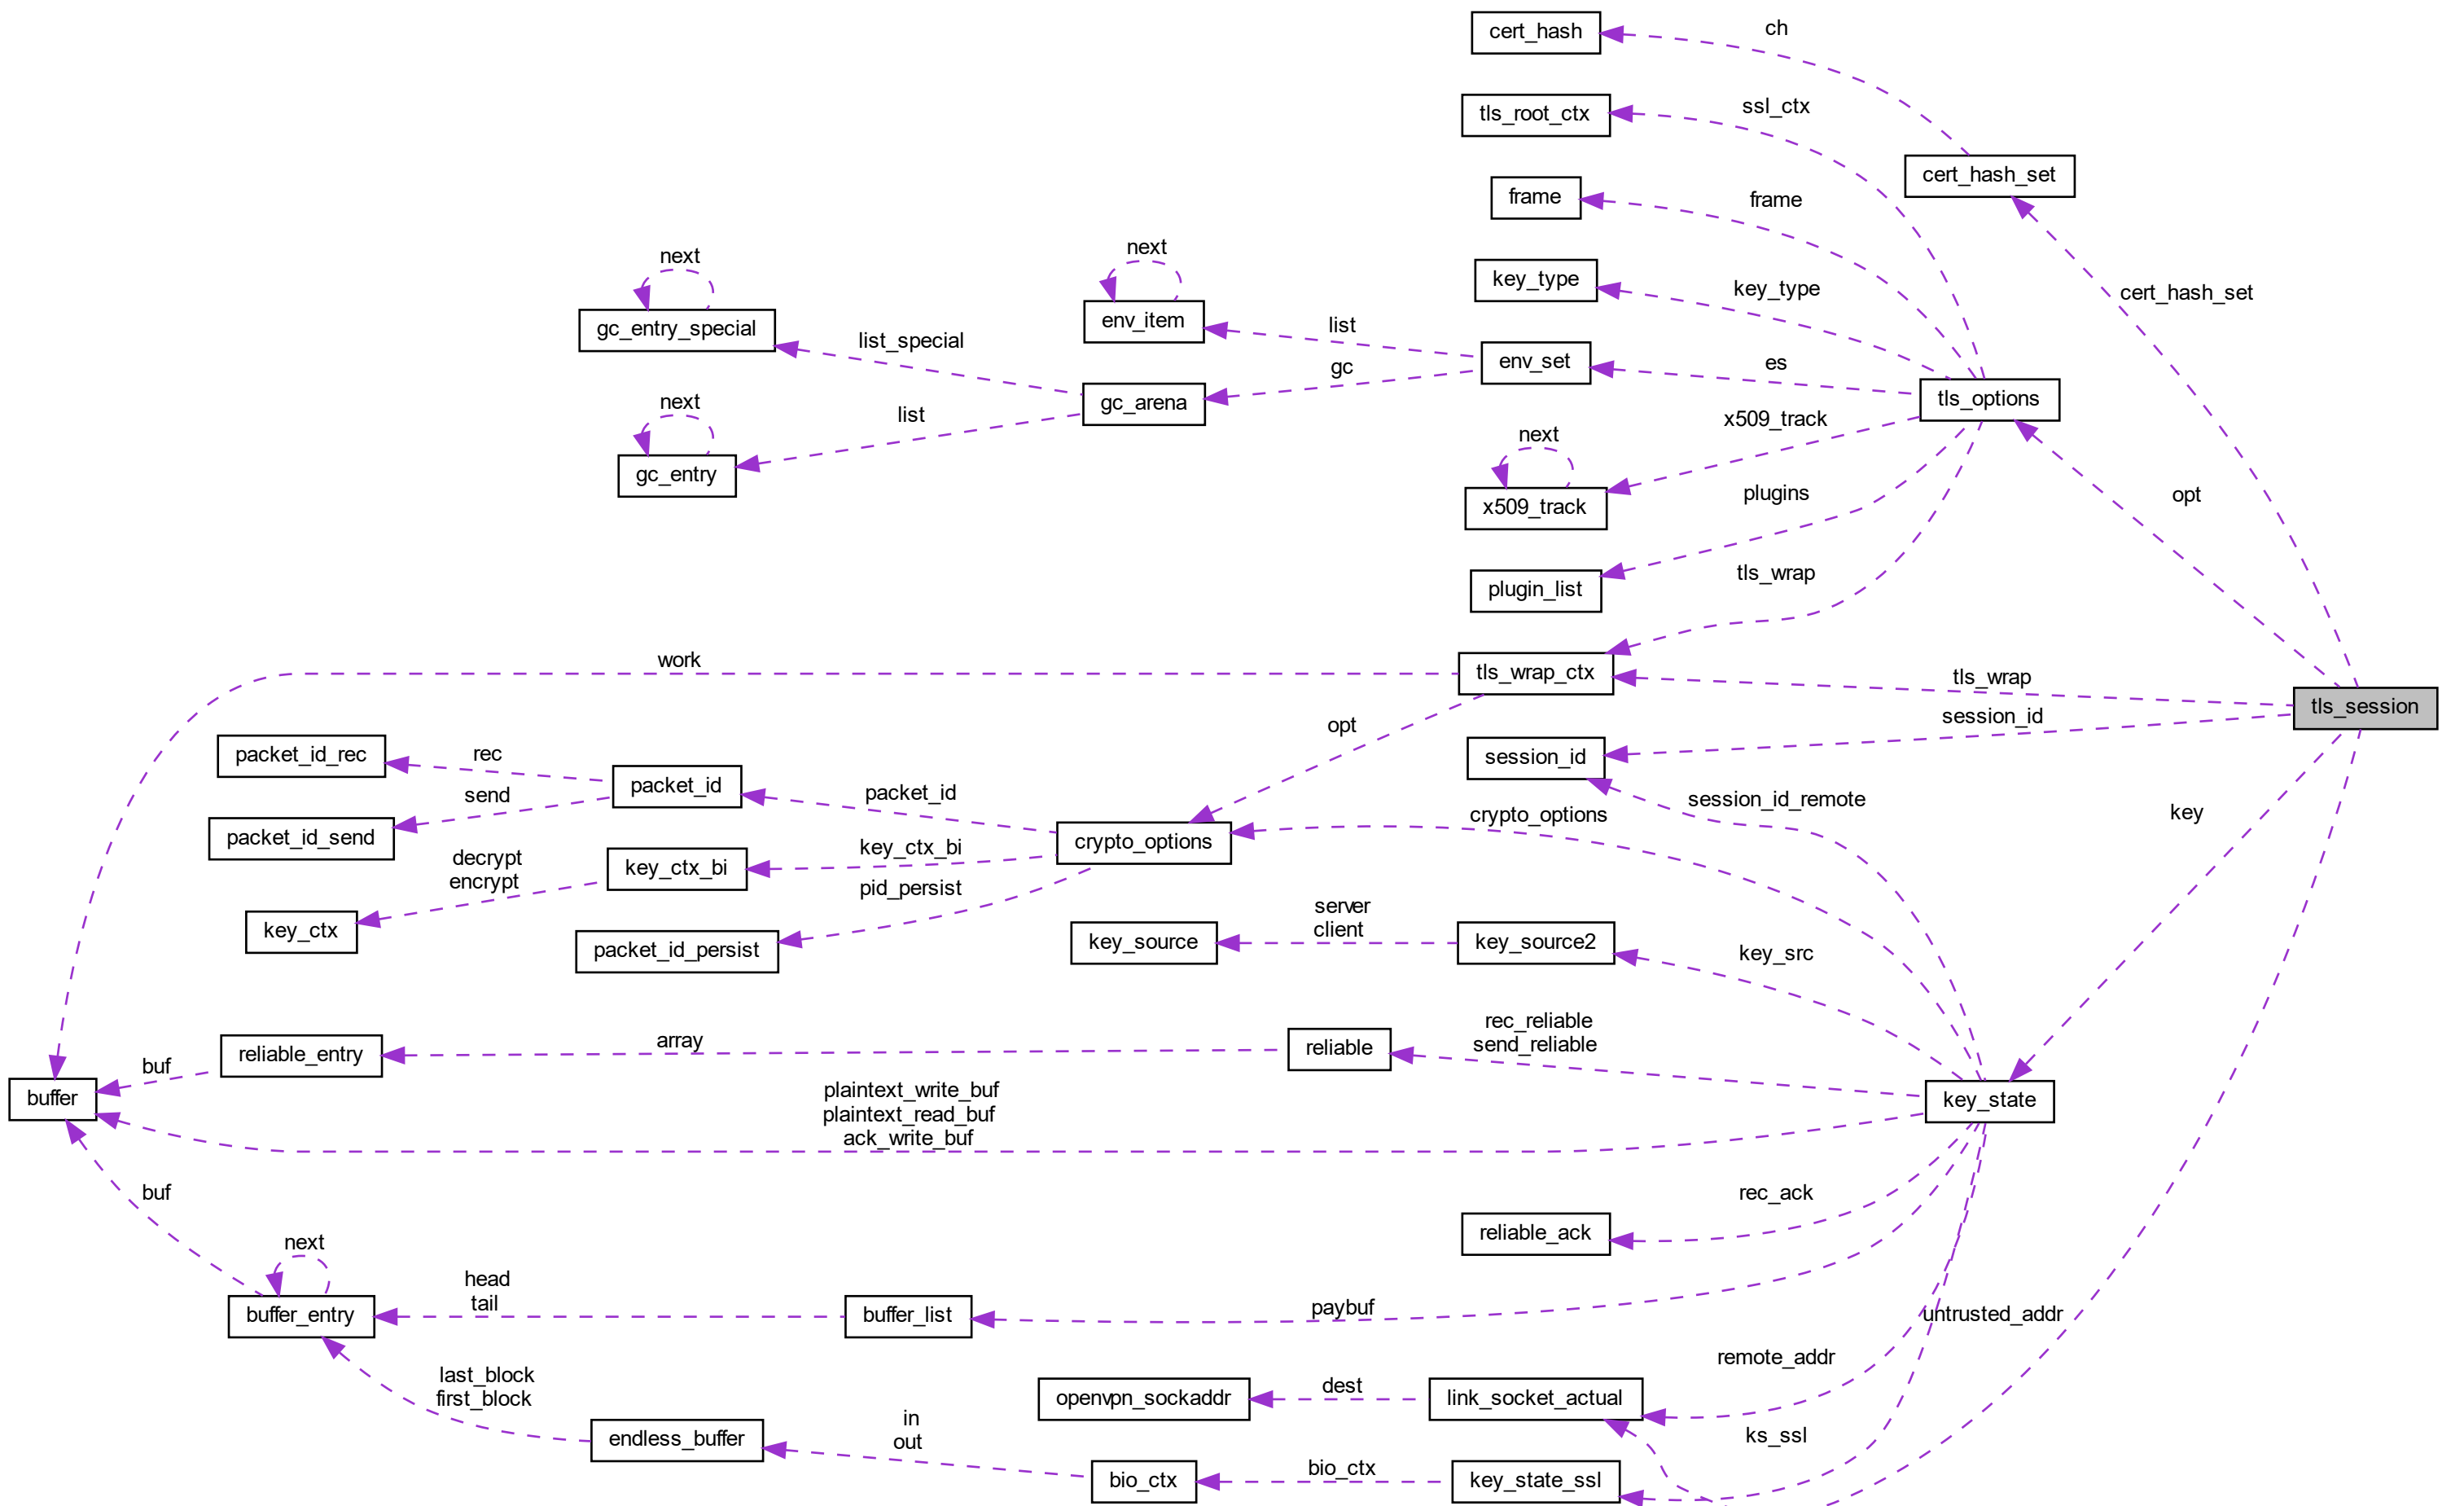 cert_hash
ch
tls_root_ctx
ssl_ctx
cert_hash_set
frame
frame
next
next
key_type
key_type
cert_hash_set
gc_entry_special
env_item
list
list_special
env_set
es
gc
next
list
gc_arena
tls_options
x509_track
next
gc_entry
x509_track
plugins
opt
plugin_list
tls_wrap
work
tls_wrap_ctx
tls_wrap
tls_session
session_id
opt
packet_id_rec
rec
packet_id
session_id
send
packet_id
session_id_remote
crypto_options
key
packet_id_send
crypto_options
decrypt
encrypt
key_ctx_bi
key_ctx_bi
pid_persist
key_ctx
packet_id_persist
key_source
server
client
key_source2
key_src
rec_reliable
send_reliable
reliable_entry
array
reliable
buf
buffer
plaintext_write_buf
plaintext_read_buf
ack_write_buf
key_state
buf
rec_ack
reliable_ack
next
head
tail
buffer_entry
buffer_list
paybuf
untrusted_addr
remote_addr
last_block
first_block
openvpn_sockaddr
dest
link_socket_actual
endless_buffer
in
out
ks_ssl
bio_ctx
bio_ctx
key_state_ssl